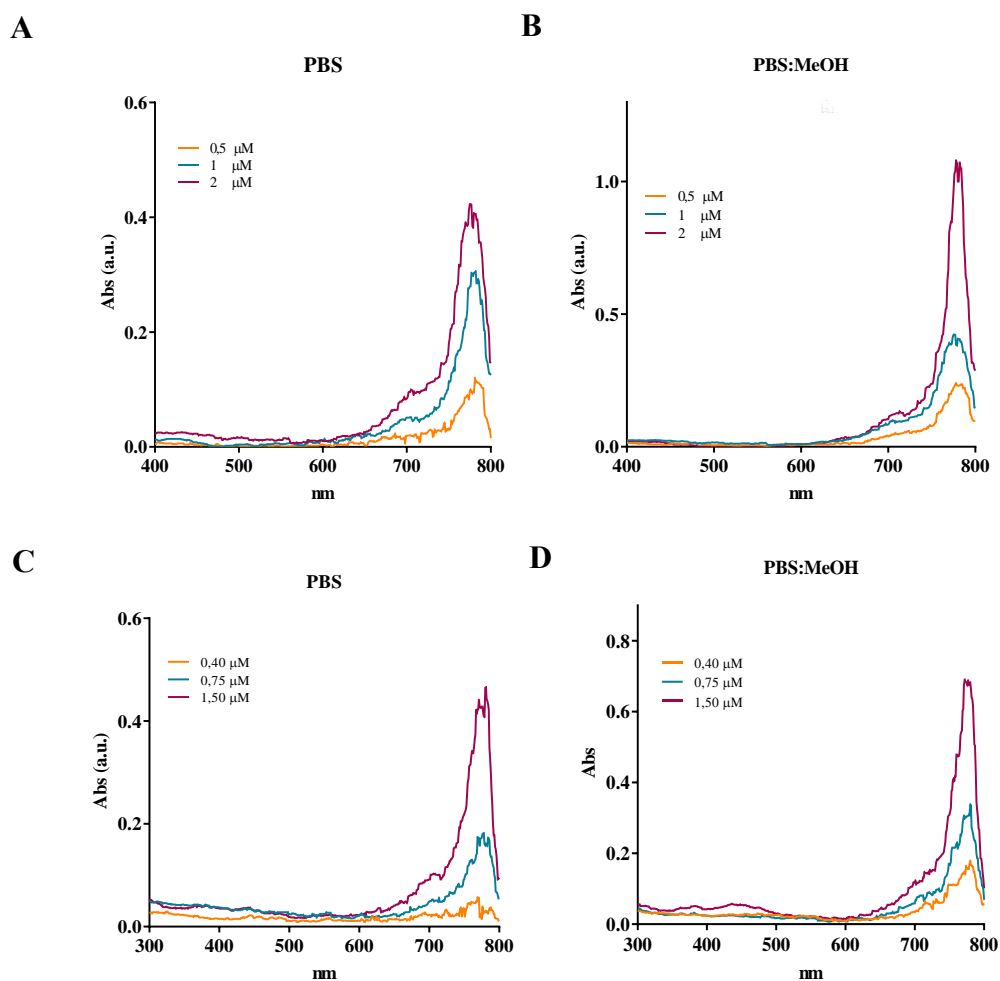 A
PBS
0.6
0.4
0.2
0.0
Abs (a.u.)
0,5 μM
1 μM
2 μM
400 500 600 700 800
nm
B
PBS:MeOH
1.0
0.5
0.0
Abs (a.u.)
0,5 μM
1 μM
2 μM
400 500 600 700 800
nm
C
PBS
0.6
0.4
0.2
0.0
Abs (a.u.)
0,40 μM
0,75 μM
1,50 μM
300 400 500 600 700 800
nm
D
PBS:MeOH
0.8
0.6
0.4
0.2
0.0
Abs
0,40 μM
0,75 μM
1,50 μM
300 400 500 600 700 800
nm